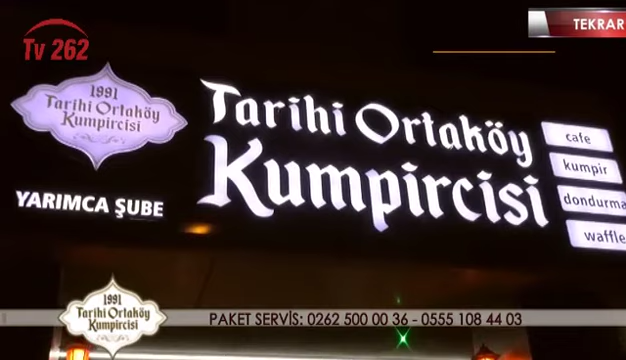 Tv 262
TEKRAR
1991
Tarihi Ortaköy
Kumpircisi
YARIMCA ŞUBE
Tarihi Ortaköy
Kumpircisi
cafe
kumpir
dondurma
waffle
1991
Tarihi Ortaköy
Kumpircisi
PAKET SERVİS: 0262 500 00 36 - 0555 108 44 03